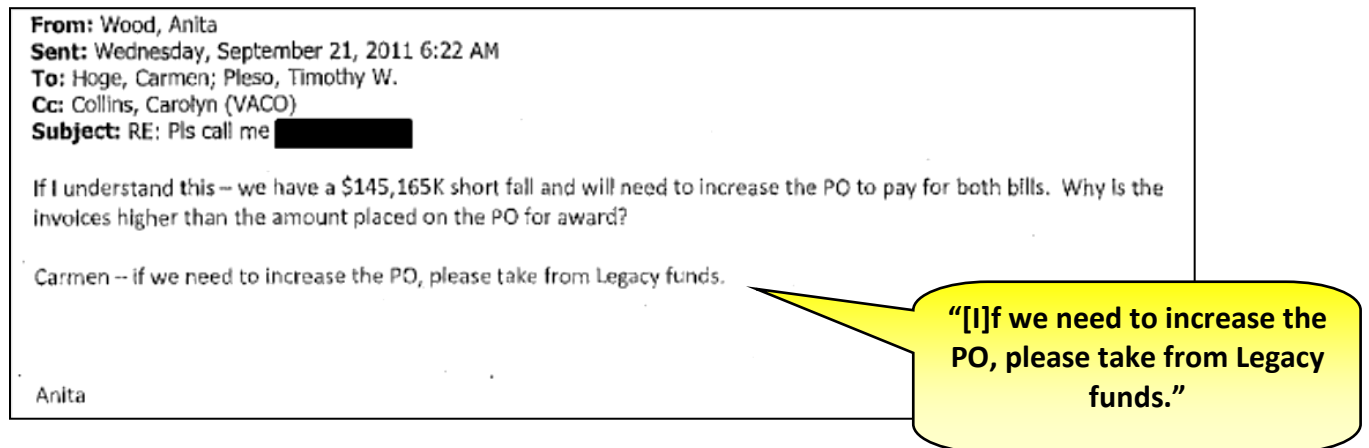 From: Wood, Anita
Sent: Wednesday, September 21, 2011 6:22 AM
To: Hoge, Carmen; Pleso, Timothy W.
Cc: Collins, Carolyn (VACO)
Subject: RE: Pls call me
If I understand this – we have a $145,165K short fall and will need to increase the PO to pay for both bills. Why is the
invoices higher than the amount placed on the PO for award?
Carmen – if we need to increase the PO, please take from Legacy funds.
“[I]f we need to increase the
PO, please take from Legacy
funds.”
Anita